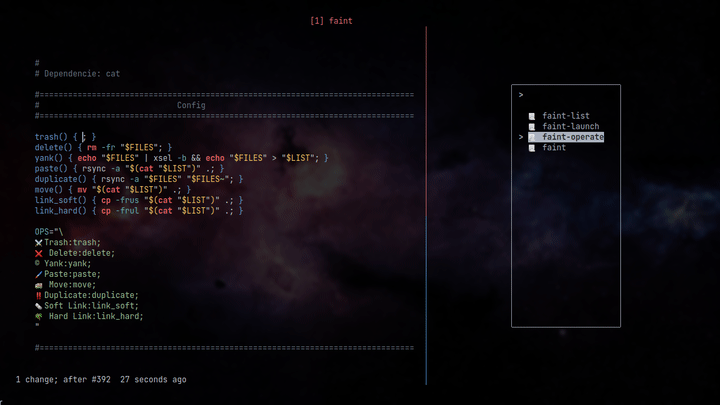 [1] faint
#
# Dependencie: cat
#==============================================================================
# Config
#==============================================================================
trash() { ; }
delete() { rm -fr "$FILES"; }
yank() { echo "$FILES" | xsel -b && echo "$FILES" > "$LIST"; }
paste() { rsync -a "$(cat "$LIST")" .; }
duplicate() { rsync -a "$FILES" "$FILES~"; }
move() { mv "$(cat "$LIST")" .; }
link_soft() { cp -frus "$(cat "$LIST")" .; }
link_hard() { cp -frul "$(cat "$LIST")" .; }
OPS="\
⚔️Trash:trash;
❌ Delete:delete;
© Yank:yank;
🖌️Paste:paste;
🚚 Move:move;
‼️Duplicate:duplicate;
✏️Soft Link:link_soft;
🌴 Hard Link:link_hard;
"
#==============================================================================
1 change; after #392 27 seconds ago
>
faint-list
faint-launch
> faint-operate
faint